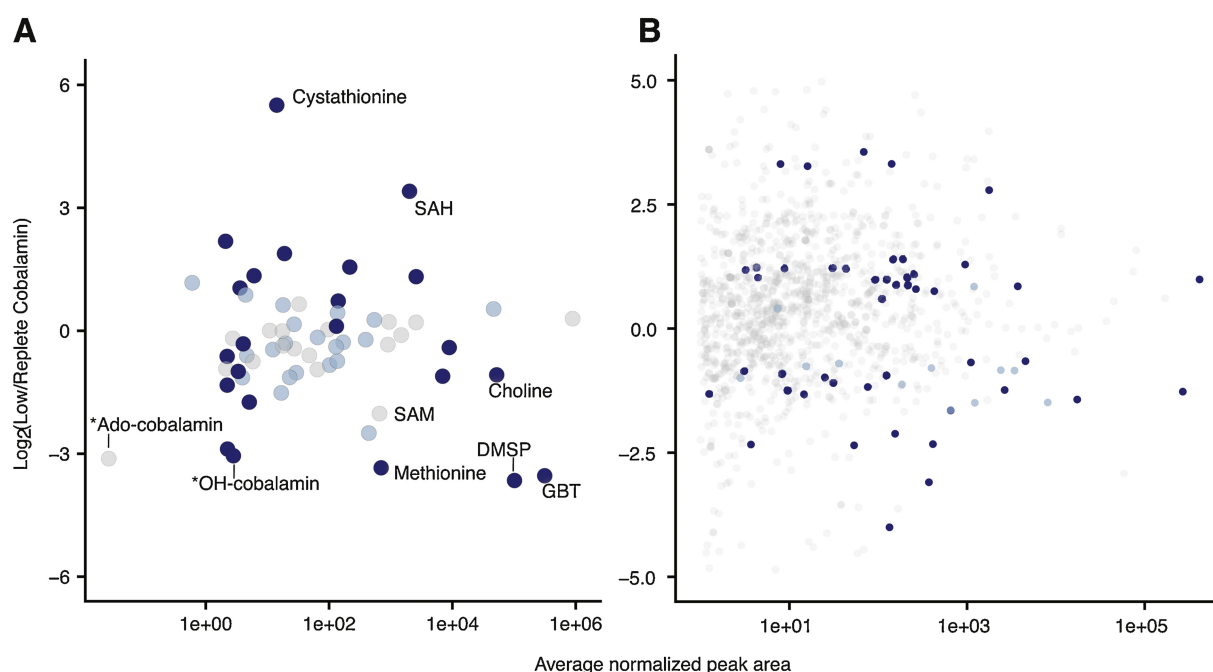 A
B
Log2(Low/Replete Cobalamin)
6
3
0
−3
−6
Cystathionine
SAH
Choline
SAM
*Ado-cobalamin
DMSP
Methionine
*OH-cobalamin
GBT
1e+00 1e+02 1e+04 1e+06
5.0
2.5
0.0
−2.5
−5.0
1e+01 1e+03 1e+05
Average normalized peak area